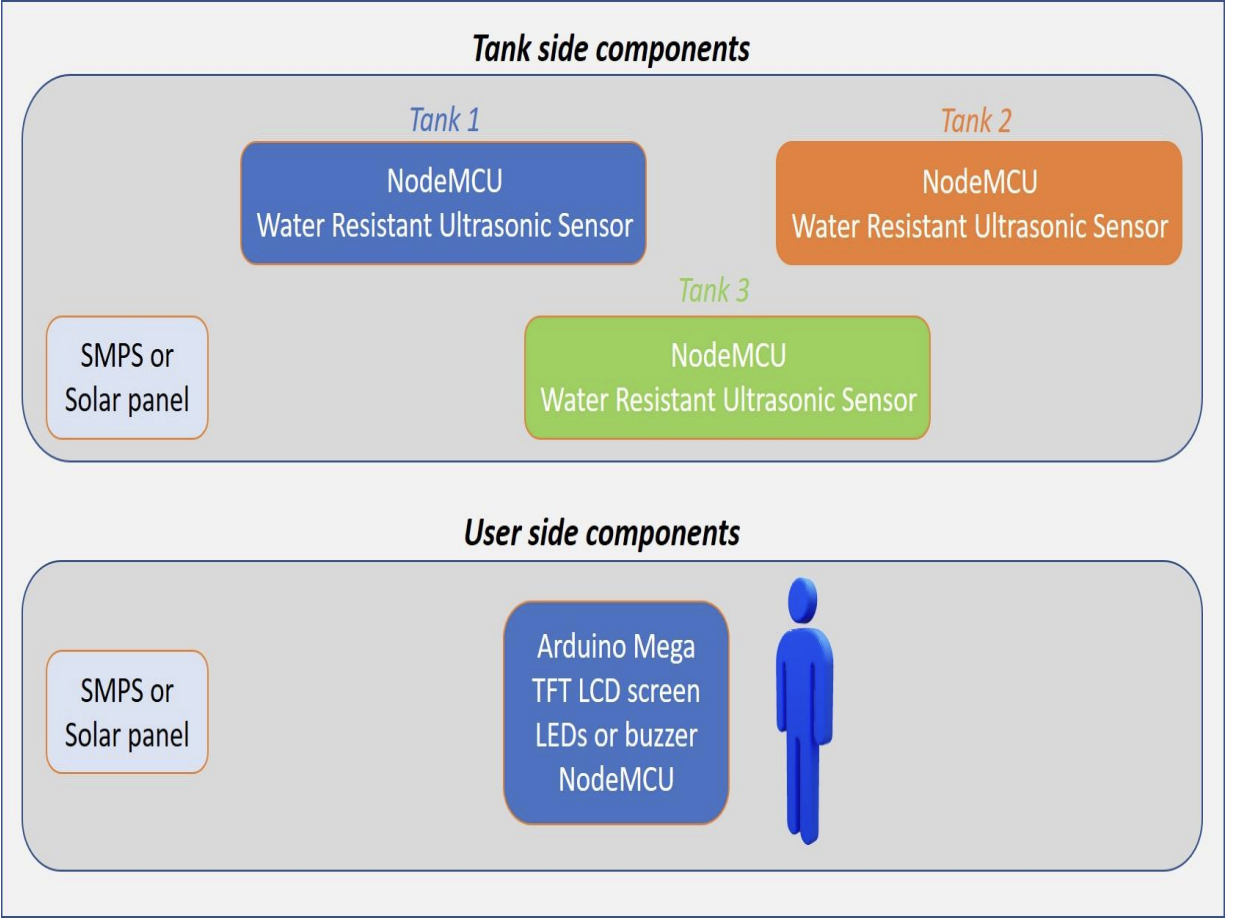 Tank side components
Tank 1
Tank 2
NodeMCU
Water Resistant Ultrasonic Sensor
NodeMCU
Water Resistant Ultrasonic Sensor
Tank 3
SMPS or
Solar panel
NodeMCU
Water Resistant Ultrasonic Sensor
User side components
SMPS or
Solar panel
Arduino Mega
TFT LCD screen
LEDs or buzzer
NodeMCU